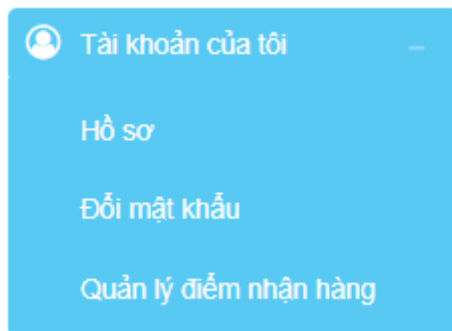 Tài khoản của tôi
Hồ sơ
Đổi mật khẩu
Quản lý điểm nhận hàng